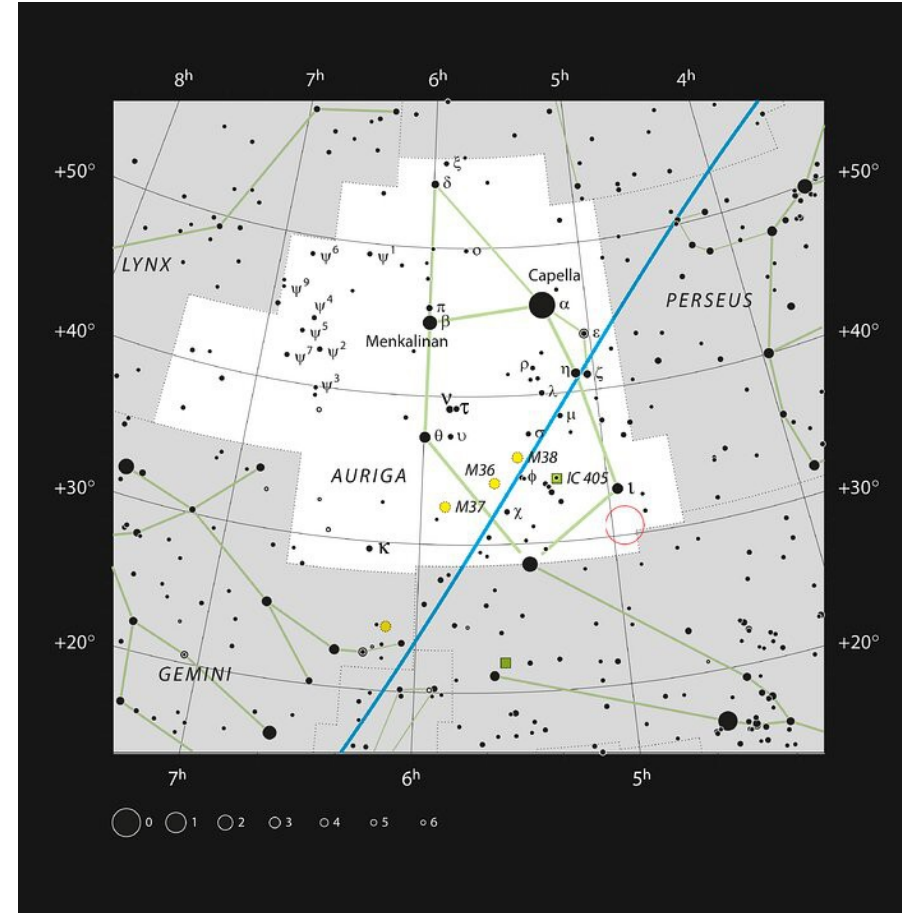 8h 7h 6h 5h 4h
+50° +50°
ξ
δ
ψ⁶ ψ¹ ο
LYNX
Capella
ψ⁹
α
PERSEUS
ψ⁴
π
β
ε
+40° +40°
ψ⁵
Menkalinan
ψ⁷ ψ²
ρ η ζ
ψ³
λ
ν τ
μ
θ υ σ
M38
M36
AURIGA
φ IC 405
+30° ι +30°
M37 χ
κ
+20° +20°
GEMINI
7h 6h 5h
0 1 2 3 4 5 6